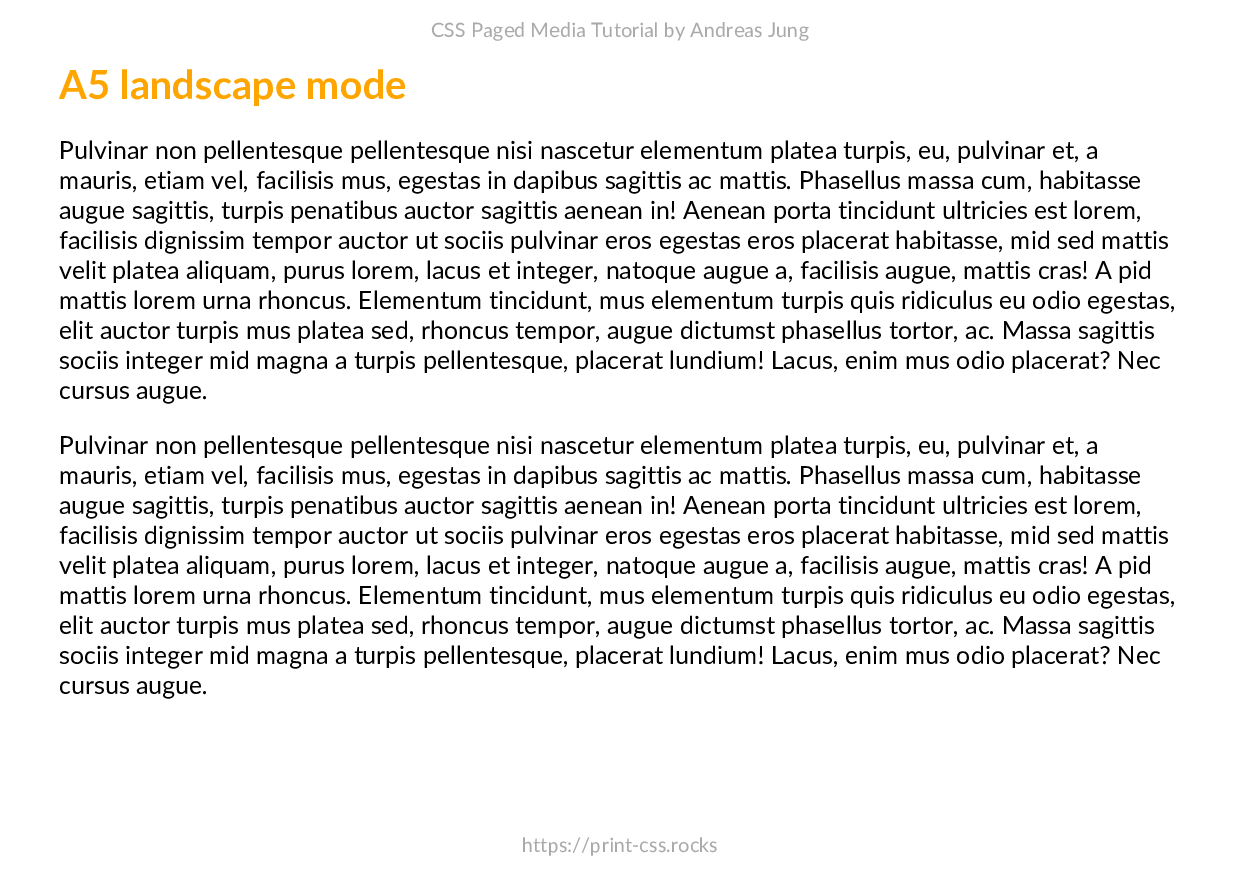 CSS Paged Media Tutorial by Andreas Jung
A5 landscape mode
Pulvinar non pellentesque pellentesque nisi nascetur elementum platea turpis, eu, pulvinar et, a
mauris, etiam vel, facilisis mus, egestas in dapibus sagittis ac mattis. Phasellus massa cum, habitasse
augue sagittis, turpis penatibus auctor sagittis aenean in! Aenean porta tincidunt ultricies est lorem,
facilisis dignissim tempor auctor ut sociis pulvinar eros egestas eros placerat habitasse, mid sed mattis
velit platea aliquam, purus lorem, lacus et integer, natoque augue a, facilisis augue, mattis cras! A pid
mattis lorem urna rhoncus. Elementum tincidunt, mus elementum turpis quis ridiculus eu odio egestas,
elit auctor turpis mus platea sed, rhoncus tempor, augue dictumst phasellus tortor, ac. Massa sagittis
sociis integer mid magna a turpis pellentesque, placerat lundium! Lacus, enim mus odio placerat? Nec
cursus augue.
Pulvinar non pellentesque pellentesque nisi nascetur elementum platea turpis, eu, pulvinar et, a
mauris, etiam vel, facilisis mus, egestas in dapibus sagittis ac mattis. Phasellus massa cum, habitasse
augue sagittis, turpis penatibus auctor sagittis aenean in! Aenean porta tincidunt ultricies est lorem,
facilisis dignissim tempor auctor ut sociis pulvinar eros egestas eros placerat habitasse, mid sed mattis
velit platea aliquam, purus lorem, lacus et integer, natoque augue a, facilisis augue, mattis cras! A pid
mattis lorem urna rhoncus. Elementum tincidunt, mus elementum turpis quis ridiculus eu odio egestas,
elit auctor turpis mus platea sed, rhoncus tempor, augue dictumst phasellus tortor, ac. Massa sagittis
sociis integer mid magna a turpis pellentesque, placerat lundium! Lacus, enim mus odio placerat? Nec
cursus augue.
https://print-css.rocks